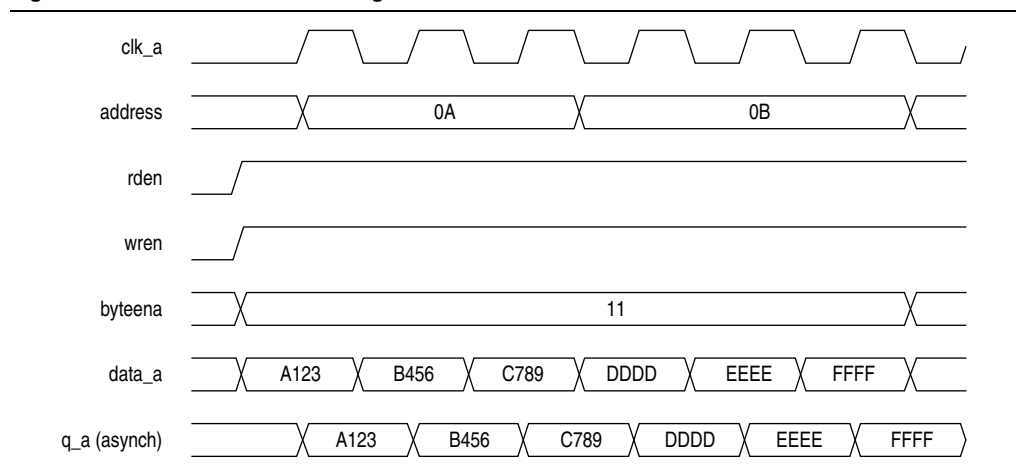 clk_a
address 0A 0B
rden
wren
byteena 11
data_a A123 B456 C789 DDDD EEEE FFFF
q_a (asynch) A123 B456 C789 DDDD EEEE FFFF